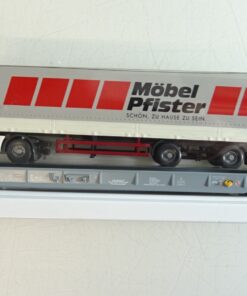 Möbel
Pfister
SCHÖN, ZU HAUSE ZU SEIN.